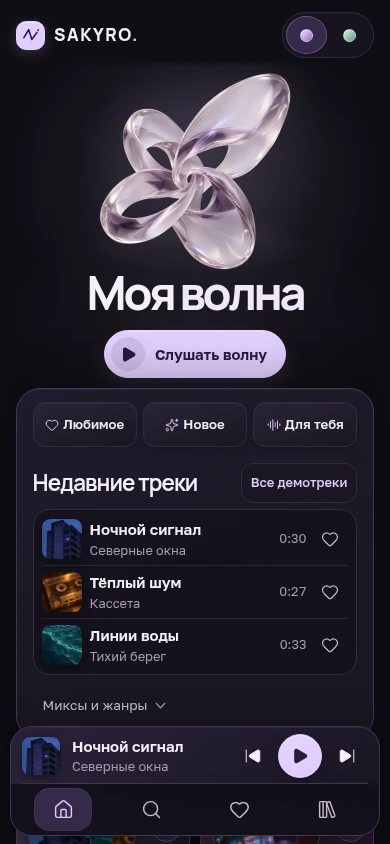 SAKYRO.
Моя волна
Слушать волну
Любимое
Новое
Для тебя
Недавние треки
Все демотреки
Ночной сигнал
Северные окна
0:30
Тёплый шум
Кассета
0:27
Линии воды
Тихий берег
0:33
Миксы и жанры
Ночной сигнал
Северные окна